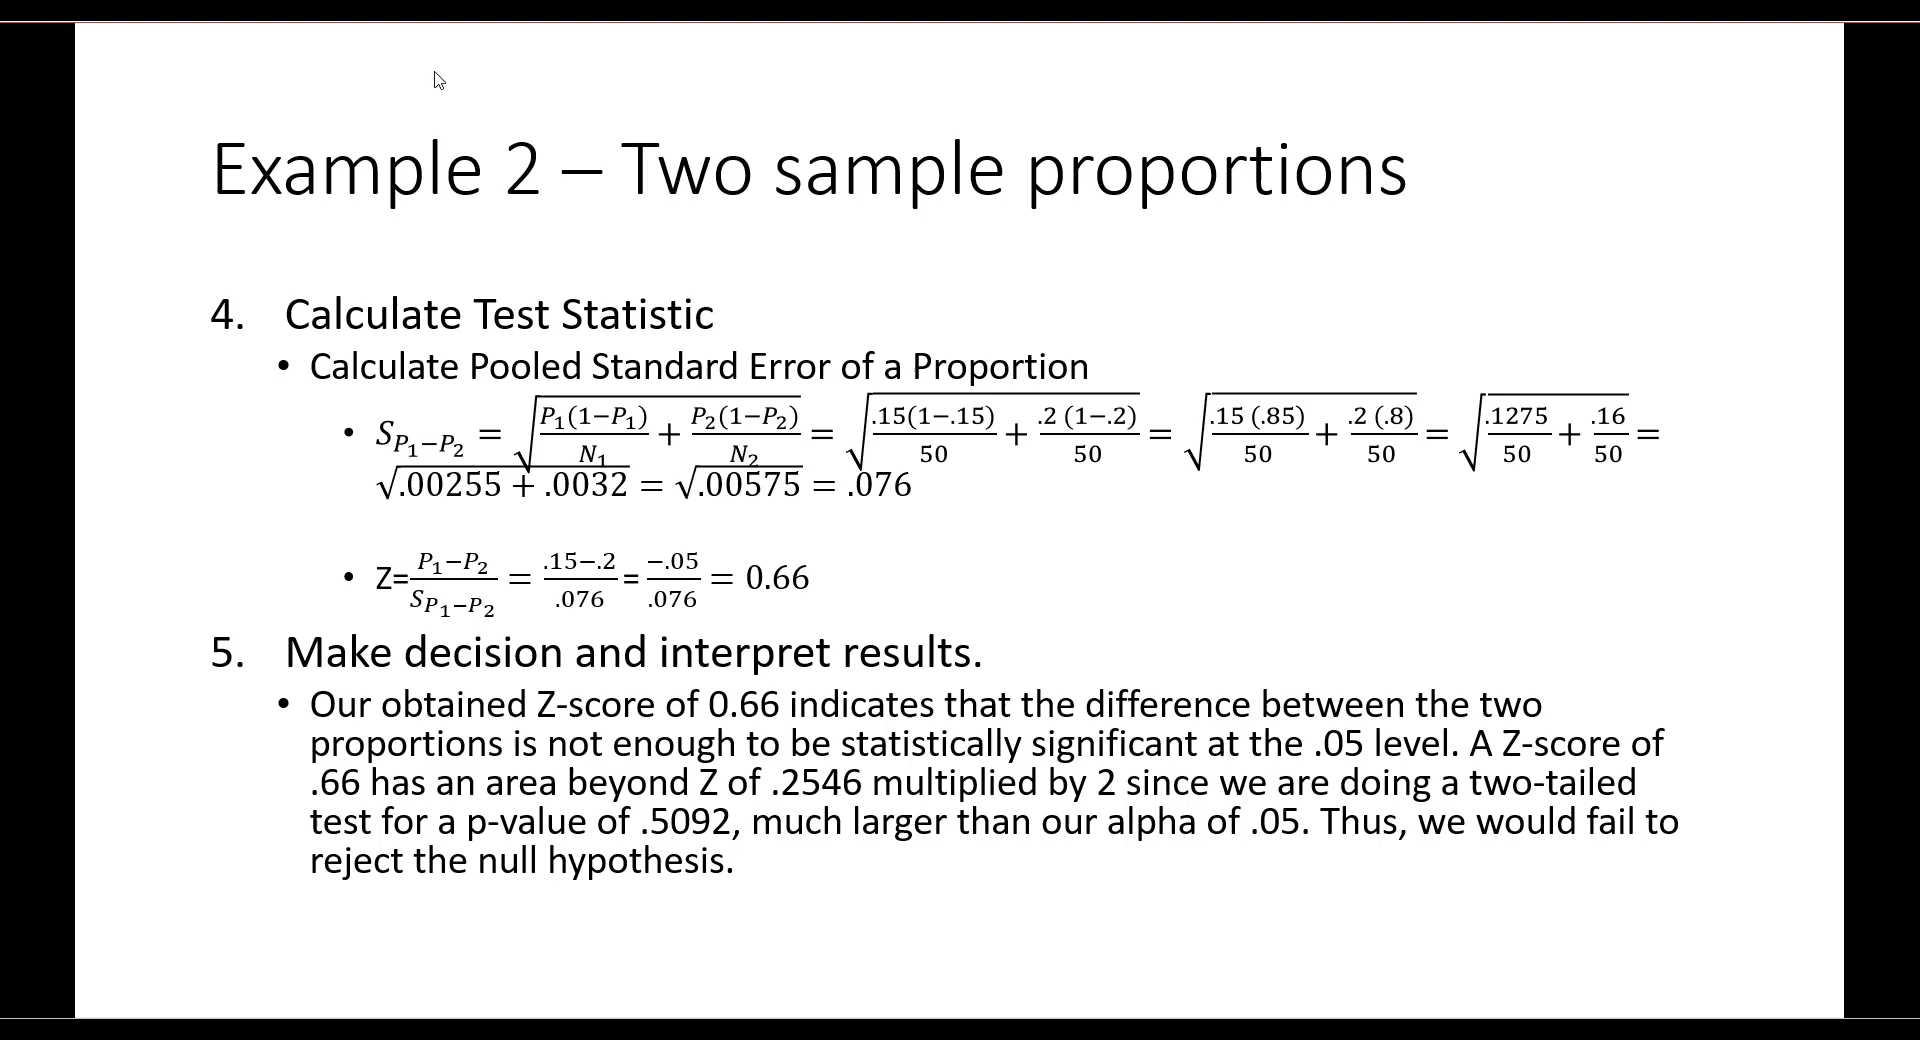 Example 2 – Two sample proportions
4. Calculate Test Statistic
• Calculate Pooled Standard Error of a Proportion
• S_{P₁−P₂} = √(P₁(1−P₁)/N₁ + P₂(1−P₂)/N₂) = √(.15(1−.15)/50 + .2 (1−.2)/50) = √(.15 (.85)/50 + .2 (.8)/50) = √(.1275/50 + .16/50) =
√(.00255 + .0032) = √(.00575) = .076
• Z= (P₁−P₂)/S_{P₁−P₂} = (.15−.2)/.076 = (−.05)/.076 = 0.66
5. Make decision and interpret results.
• Our obtained Z-score of 0.66 indicates that the difference between the two
proportions is not enough to be statistically significant at the .05 level. A Z-score of
.66 has an area beyond Z of .2546 multiplied by 2 since we are doing a two-tailed
test for a p-value of .5092, much larger than our alpha of .05. Thus, we would fail to
reject the null hypothesis.